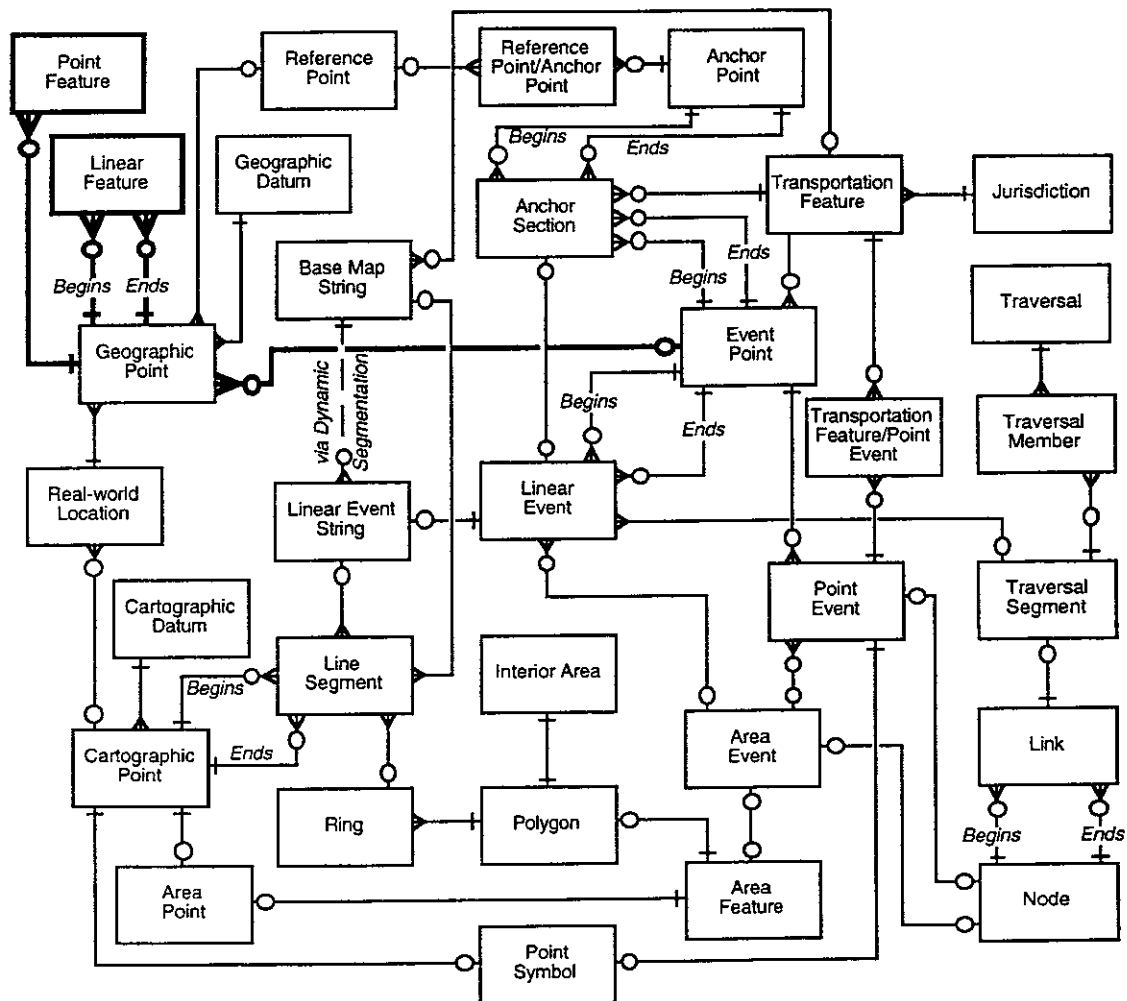 Point
Feature
Reference
Point
Reference
Point/Anchor
Point
Anchor
Point
Begins
Ends
Linear
Feature
Geographic
Datum
Anchor
Section
Transportation
Feature
Jurisdiction
Begins
Ends
Base Map
String
Ends
Begins
Traversal
Geographic
Point
via Dynamic
Segmentation
Event
Point
Begins
Ends
Transportation
Feature/Point
Event
Traversal
Member
Real-world
Location
Linear Event
String
Linear
Event
Cartographic
Datum
Point
Event
Traversal
Segment
Line
Segment
Interior Area
Begins
Cartographic
Point
Ends
Area
Event
Link
Ring
Polygon
Begins
Ends
Area
Point
Area
Feature
Node
Point
Symbol